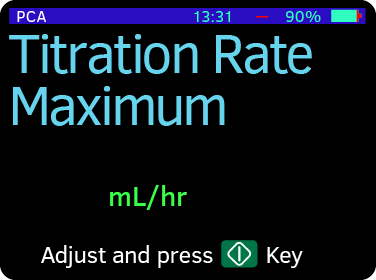 PCA 13:31 90%
Titration Rate
Maximum
mL/hr
Adjust and press Key